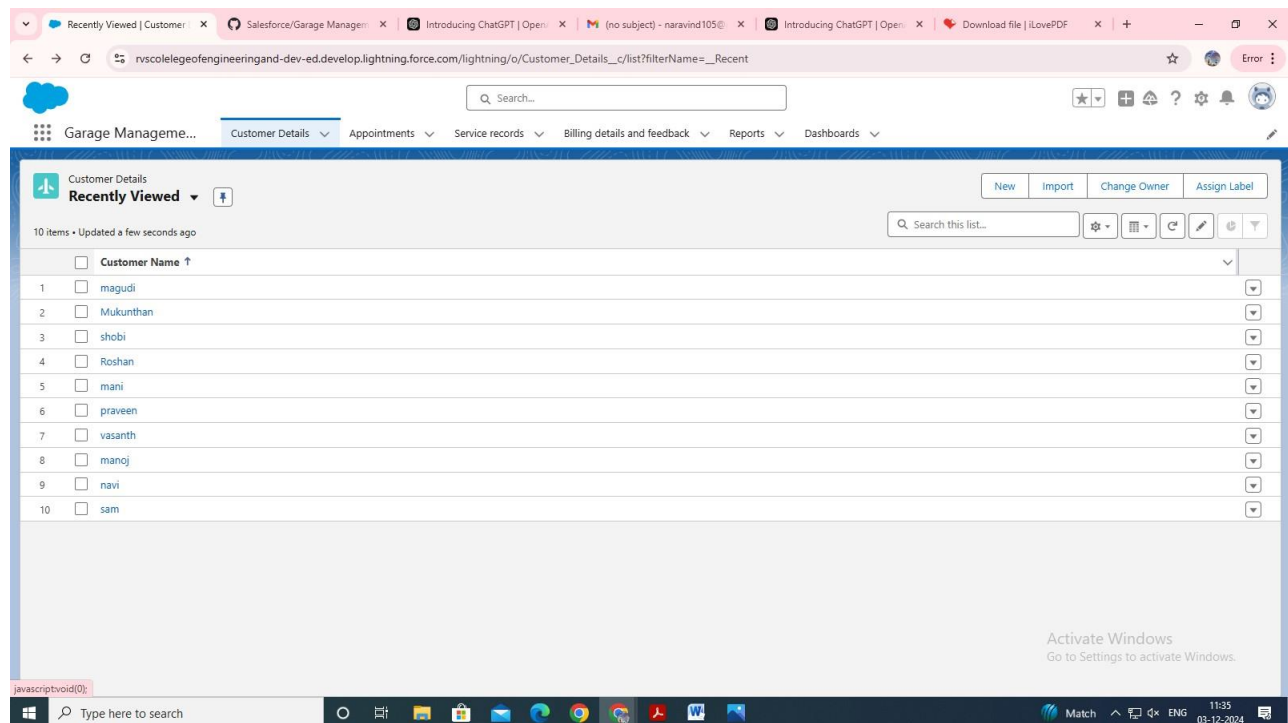 Recently Viewed | Customer
Salesforce/Garage Managem
Introducing ChatGPT | Open
(no subject) - naravind105@
Introducing ChatGPT | Open
Download file | iLovePDF
rvscolelegeofengineeringand-dev-ed.develop.lightning.force.com/lightning/o/Customer_Details__c/list?filterName=__Recent
Error
Search...
Garage Manageme...
Customer Details
Appointments
Service records
Billing details and feedback
Reports
Dashboards
Customer Details
Recently Viewed
New
Import
Change Owner
Assign Label
10 items • Updated a few seconds ago
Search this list...
Customer Name ↑
1 magudi
2 Mukunthan
3 shobi
4 Roshan
5 mani
6 praveen
7 vasanth
8 manoj
9 navi
10 sam
Activate Windows
Go to Settings to activate Windows.
javascript:void(0);
Type here to search
Match
ENG
11:35
03-12-2024